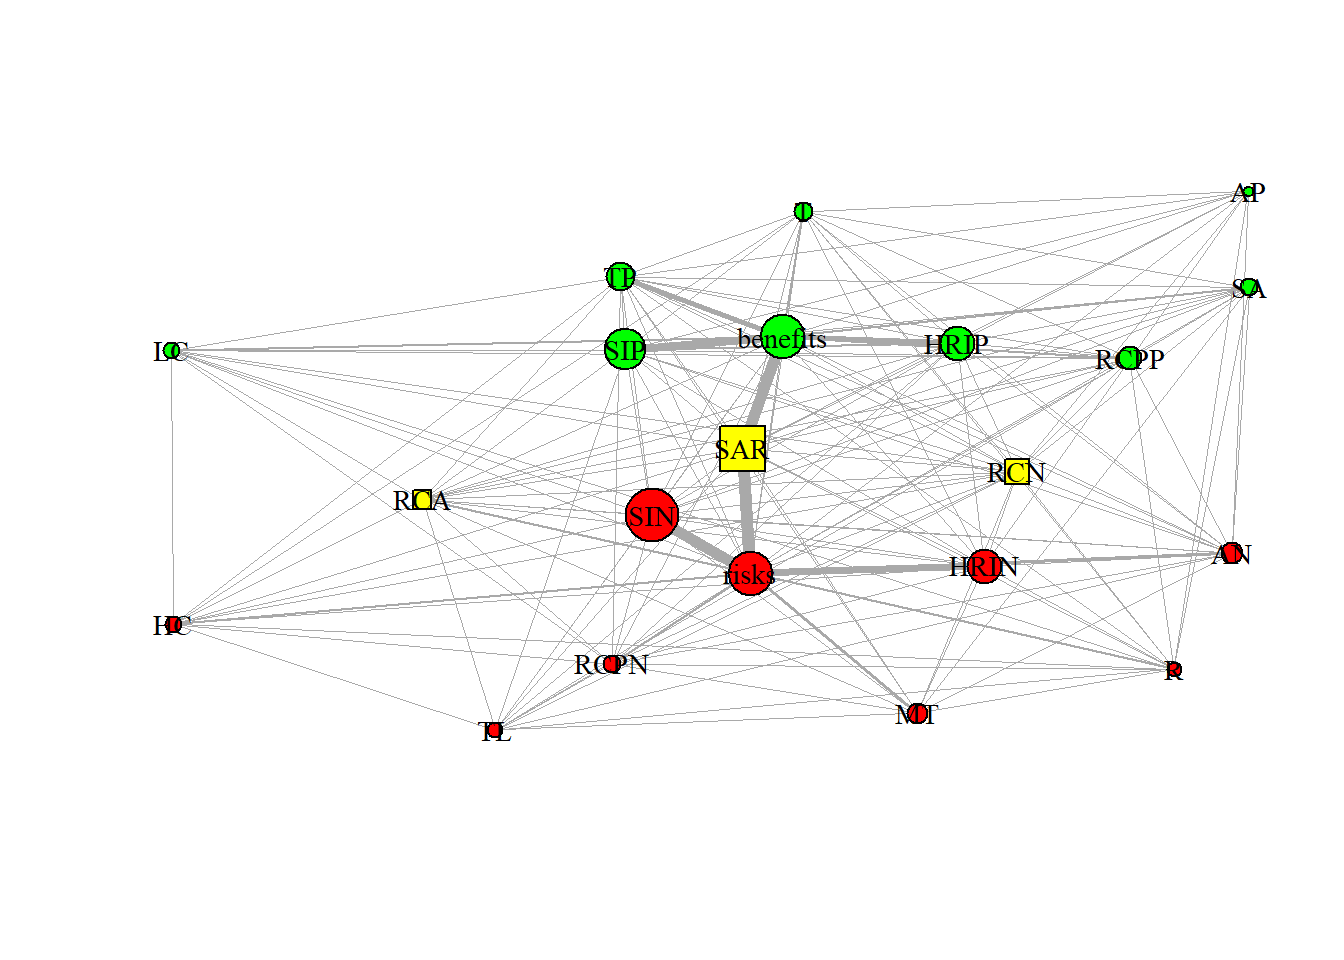 AP
T
TP
SA
benefits
HRIP
LC
SIP
RCPP
SAR
RCN
RCA
SIN
AN
HRIN
risks
HC
RCPN
R
MT
TL